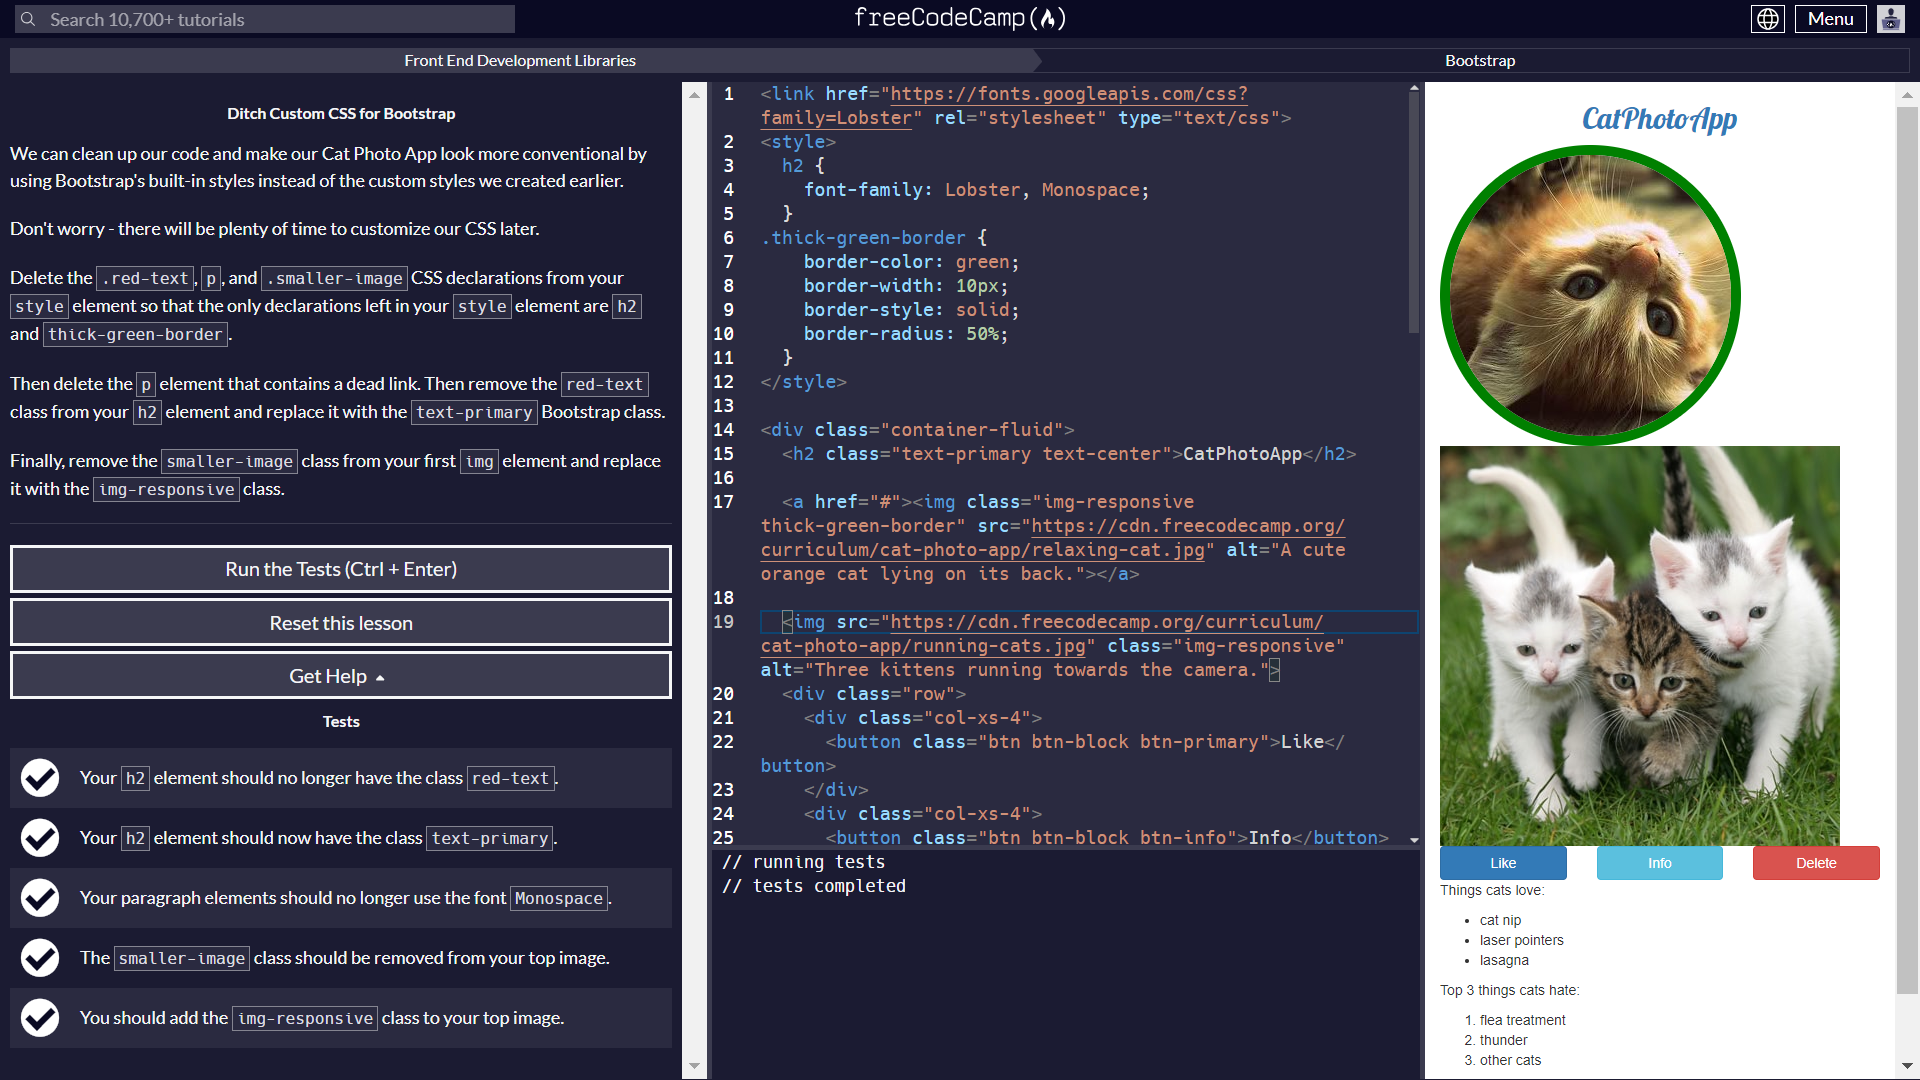 Search 10,700+ tutorials
freeCodeCamp
Menu
Front End Development Libraries
Bootstrap
Ditch Custom CSS for Bootstrap
We can clean up our code and make our Cat Photo App look more conventional by
using Bootstrap's built-in styles instead of the custom styles we created earlier.
Don't worry - there will be plenty of time to customize our CSS later.
Delete the .red-text, p, and .smaller-image CSS declarations from your
style element so that the only declarations left in your style element are h2
and thick-green-border.
Then delete the p element that contains a dead link. Then remove the red-text
class from your h2 element and replace it with the text-primary Bootstrap class.
Finally, remove the smaller-image class from your first img element and replace
it with the img-responsive class.
Run the Tests (Ctrl + Enter)
Reset this lesson
Get Help
Tests
Your h2 element should no longer have the class red-text.
Your h2 element should now have the class text-primary.
Your paragraph elements should no longer use the font Monospace.
The smaller-image class should be removed from your top image.
You should add the img-responsive class to your top image.
1 <link href="https://fonts.googleapis.com/css?
family=Lobster" rel="stylesheet" type="text/css">
2 <style>
3 h2 {
4 font-family: Lobster, Monospace;
5 }
6 .thick-green-border {
7 border-color: green;
8 border-width: 10px;
9 border-style: solid;
10 border-radius: 50%;
11 }
12 </style>
13
14 <div class="container-fluid">
15 <h2 class="text-primary text-center">CatPhotoApp</h2>
16
17 <a href="#"><img class="img-responsive
thick-green-border" src="https://cdn.freecodecamp.org/
curriculum/cat-photo-app/relaxing-cat.jpg" alt="A cute
orange cat lying on its back."></a>
18
19 <img src="https://cdn.freecodecamp.org/curriculum/
cat-photo-app/running-cats.jpg" class="img-responsive"
alt="Three kittens running towards the camera.">
20 <div class="row">
21 <div class="col-xs-4">
22 <button class="btn btn-block btn-primary">Like</
button>
23 </div>
24 <div class="col-xs-4">
25 <button class="btn btn-block btn-info">Info</button>
// running tests
// tests completed
CatPhotoApp
Like
Info
Delete
Things cats love:
• cat nip
• laser pointers
• lasagna
Top 3 things cats hate:
1. flea treatment
2. thunder
3. other cats